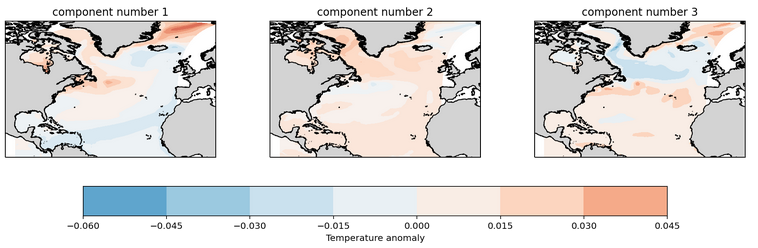 component number 1
component number 2
component number 3
−0.060
−0.045
−0.030
−0.015
0.000
0.015
0.030
0.045
Temperature anomaly